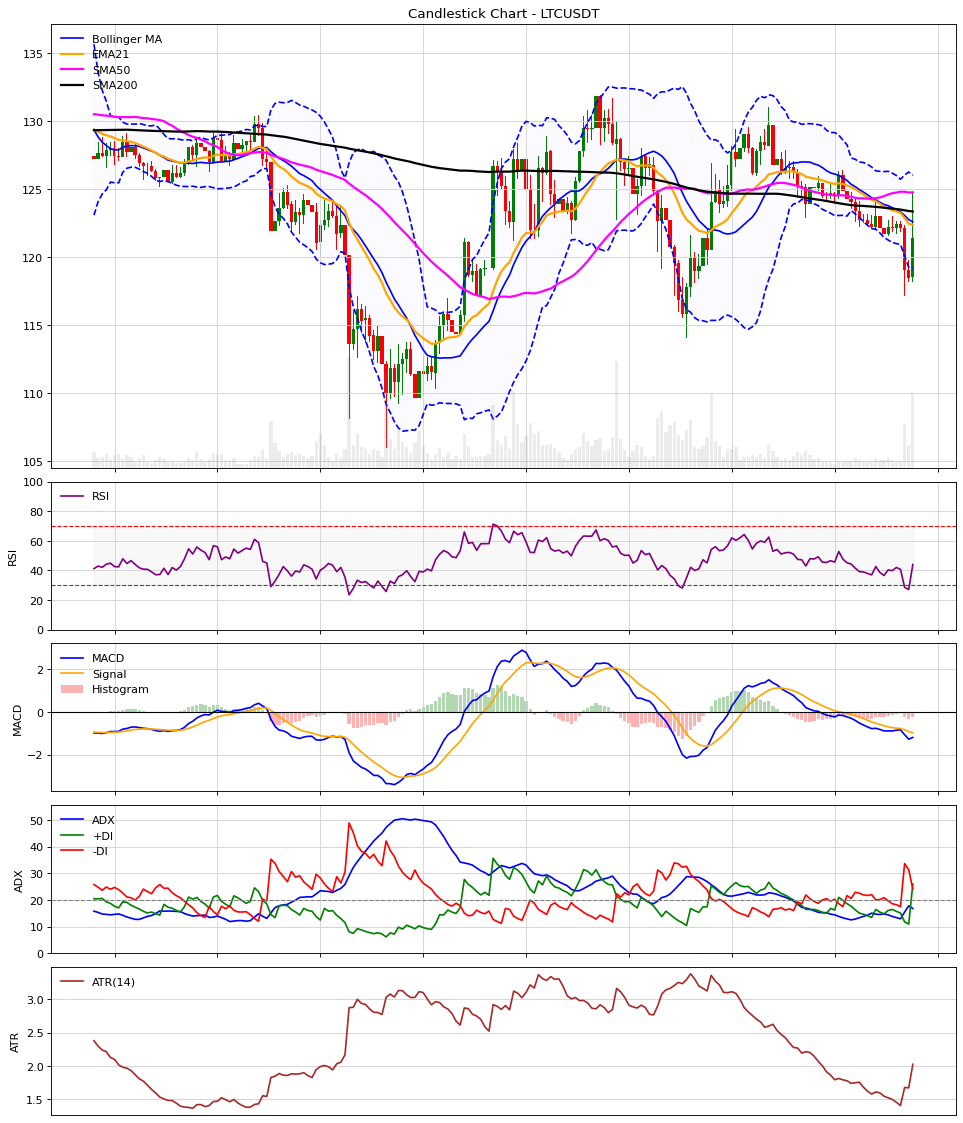 Candlestick Chart - LTCUSDT
Bollinger MA
EMA21
SMA50
SMA200
135
130
125
120
115
110
105
RSI
100
80
60
40
20
0
RSI
MACD
Signal
Histogram
2
0
−2
MACD
ADX
+DI
-DI
50
40
30
20
10
0
ADX
ATR(14)
3.0
2.5
2.0
1.5
ATR